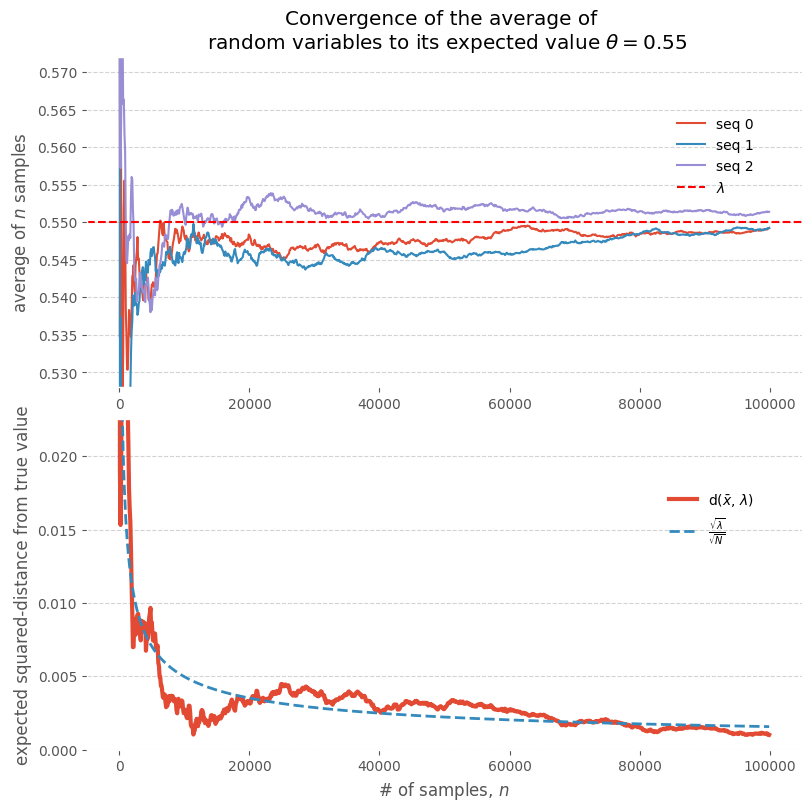 Convergence of the average of
random variables to its expected value θ = 0.55
average of n samples
0.570
0.565
0.560
0.555
0.550
0.545
0.540
0.535
0.530
seq 0
seq 1
seq 2
λ
0 20000 40000 60000 80000 100000
expected squared-distance from true value
0.020
0.015
0.010
0.005
0.000
d(x̄, λ)
√λ/√N
0 20000 40000 60000 80000 100000
# of samples, n